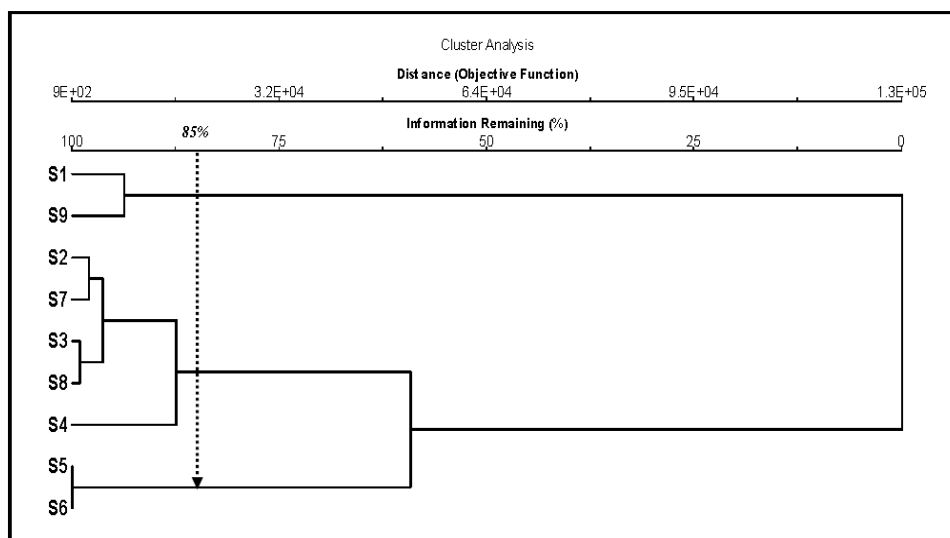 Cluster Analysis
Distance (Objective Function)
9E+02 3.2E+04 6.4E+04 9.5E+04 1.3E+05
Information Remaining (%)
85%
100 75 50 25 0
S1
S9
S2
S7
S3
S8
S4
S5
S6